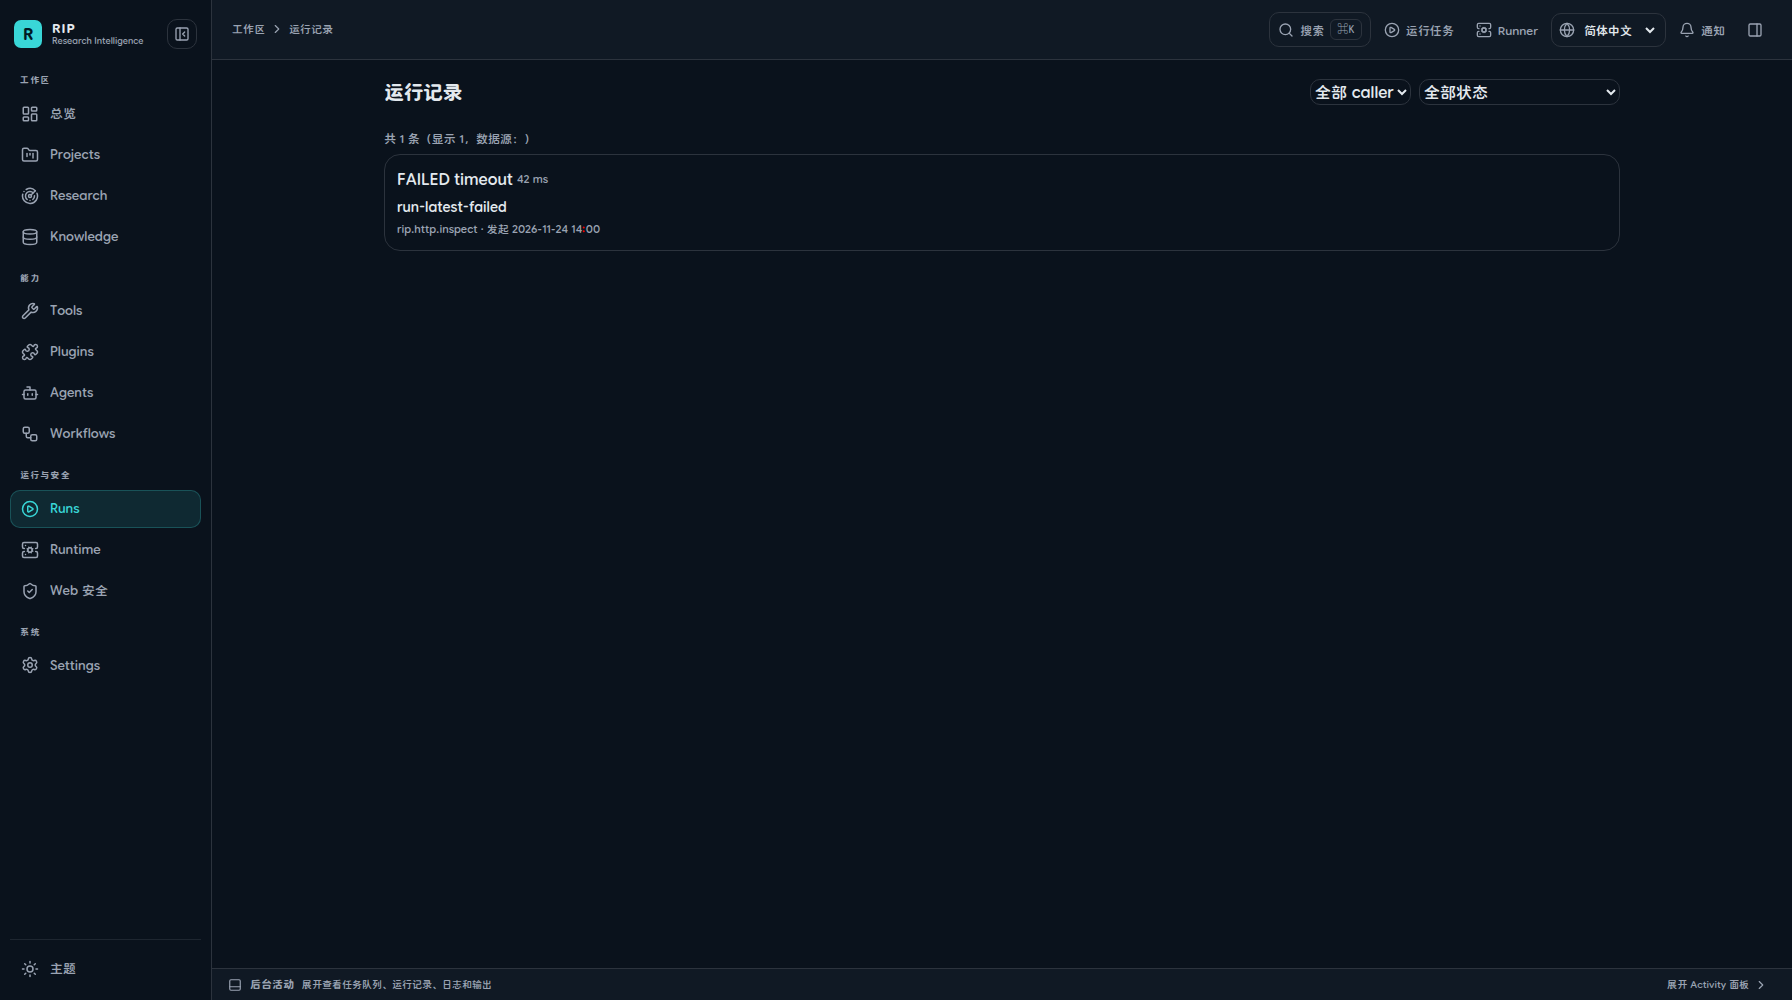 R
RIP
Research Intelligence
工作区
总览
Projects
Research
Knowledge
能力
Tools
Plugins
Agents
Workflows
运行与安全
Runs
Runtime
Web 安全
系统
Settings
主题
工作区 > 运行记录
搜索 ⌘K
运行任务
Runner
简体中文
通知
运行记录
全部 caller
全部状态
共 1 条（显示 1，数据源：）
FAILED timeout 42 ms
run-latest-failed
rip.http.inspect · 发起 2026-11-24 14:00
后台活动 展开查看任务队列、运行记录、日志和输出
展开 Activity 面板